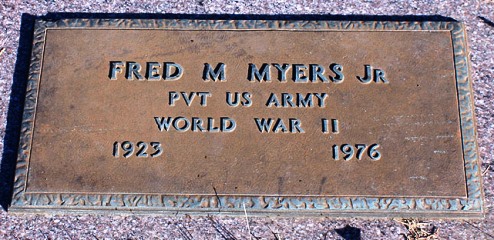 FRED M MYERS JR
PVT US ARMY
WORLD WAR II
1923 1976